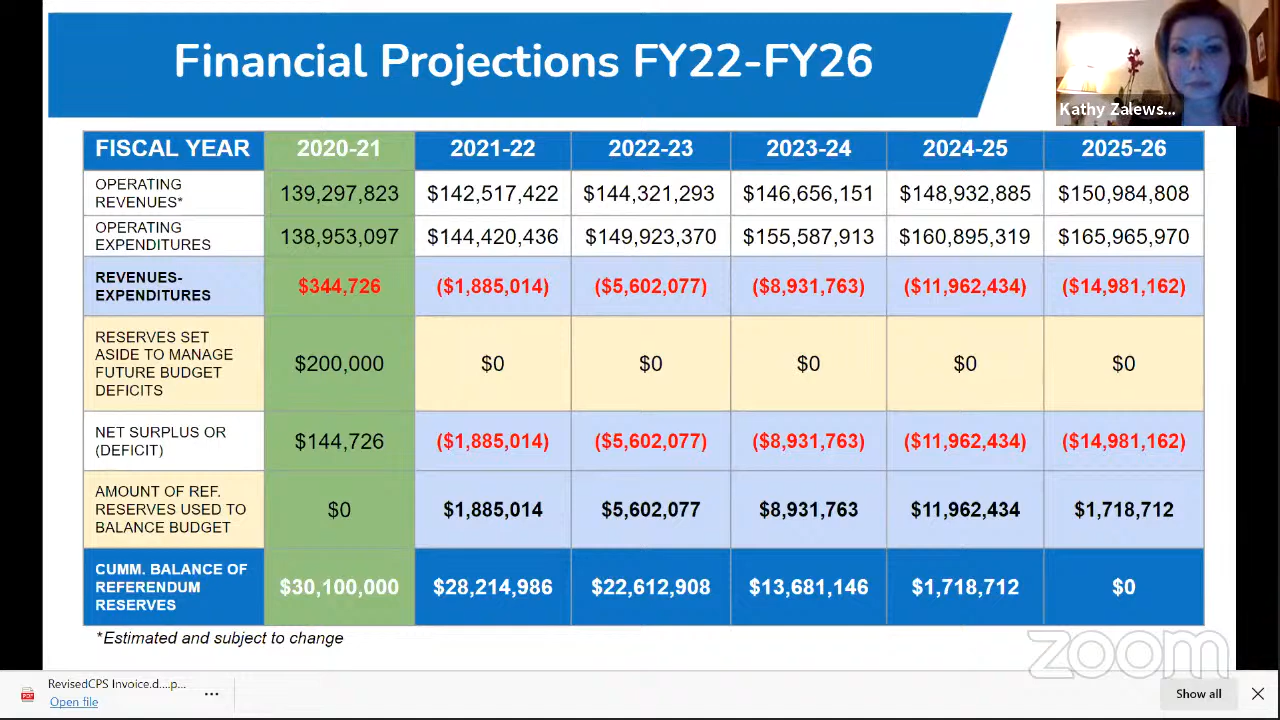 Financial Projections FY22-FY26
Kathy Zalews...
FISCAL YEAR 2020-21 2021-22 2022-23 2023-24 2024-25 2025-26
OPERATING
REVENUES* 139,297,823 $142,517,422 $144,321,293 $146,656,151 $148,932,885 $150,984,808
OPERATING
EXPENDITURES 138,953,097 $144,420,436 $149,923,370 $155,587,913 $160,895,319 $165,965,970
REVENUES-
EXPENDITURES $344,726 ($1,885,014) ($5,602,077) ($8,931,763) ($11,962,434) ($14,981,162)
RESERVES SET
ASIDE TO MANAGE
FUTURE BUDGET
DEFICITS $200,000 $0 $0 $0 $0 $0
NET SURPLUS OR
(DEFICIT) $144,726 ($1,885,014) ($5,602,077) ($8,931,763) ($11,962,434) ($14,981,162)
AMOUNT OF REF.
RESERVES USED TO
BALANCE BUDGET $0 $1,885,014 $5,602,077 $8,931,763 $11,962,434 $1,718,712
CUMM. BALANCE OF
REFERENDUM
RESERVES $30,100,000 $28,214,986 $22,612,908 $13,681,146 $1,718,712 $0
*Estimated and subject to change
zoom
RevisedCPS Invoice.d....p...
Open file
Show all